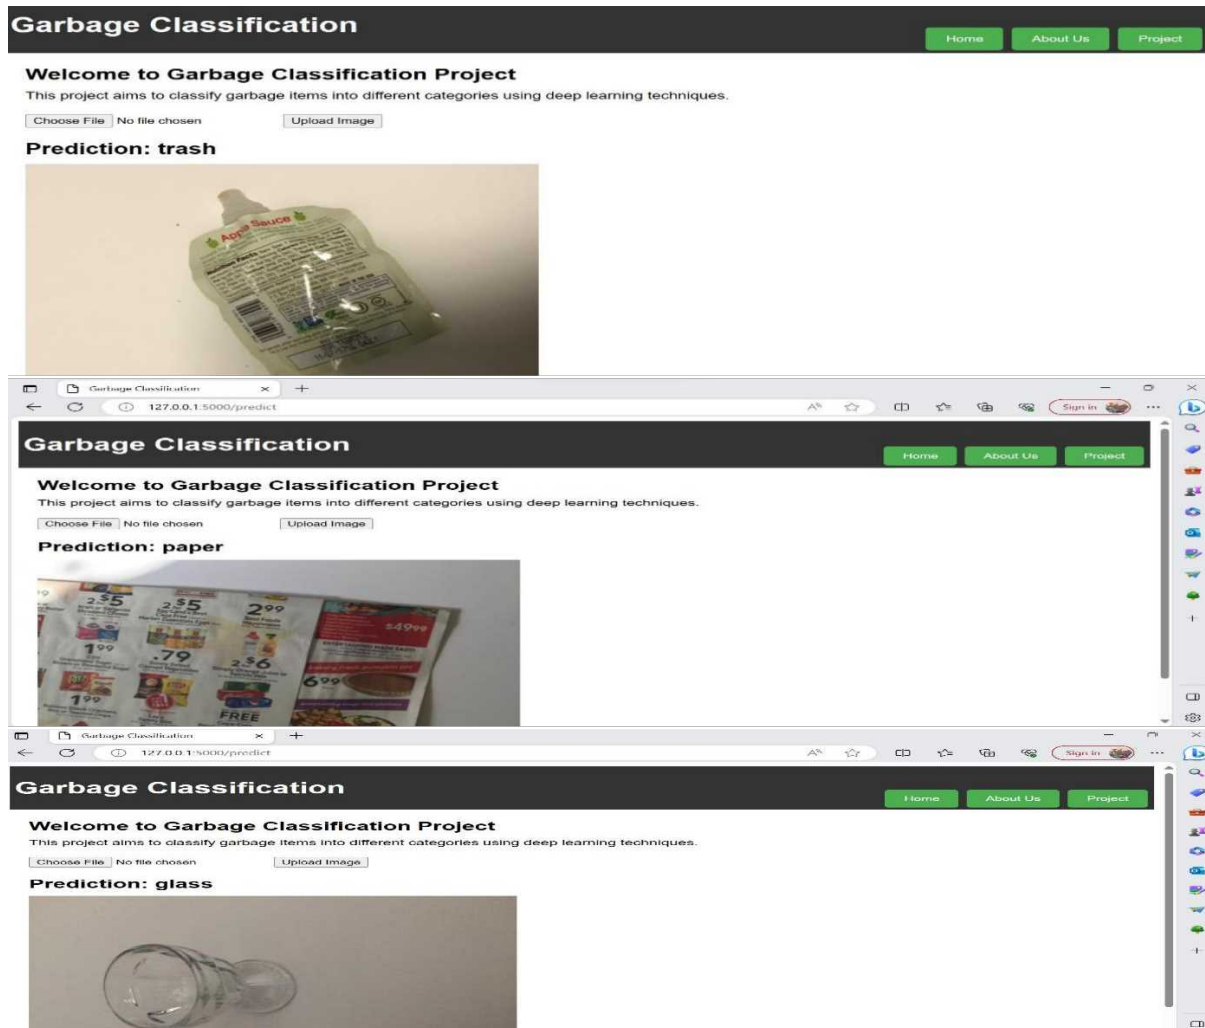 Garbage Classification
Home About Us Project
Welcome to Garbage Classification Project
This project aims to classify garbage items into different categories using deep learning techniques.
Choose File No file chosen Upload Image
Prediction: trash
Apple Sauce
Nutrition Facts
Garbage Classification
127.0.0.1:5000/predict Sign in
Garbage Classification
Home About Us Project
Welcome to Garbage Classification Project
This project aims to classify garbage items into different categories using deep learning techniques.
Choose File No file chosen Upload Image
Prediction: paper
2 $5 2 $5 2 99 $49 99
1 99 .79 2 $6
6 99
1 99 FREE
Garbage Classification
127.0.0.1:5000/predict Sign in
Garbage Classification
Home About Us Project
Welcome to Garbage Classification Project
This project aims to classify garbage items into different categories using deep learning techniques.
Choose File No file chosen Upload Image
Prediction: glass